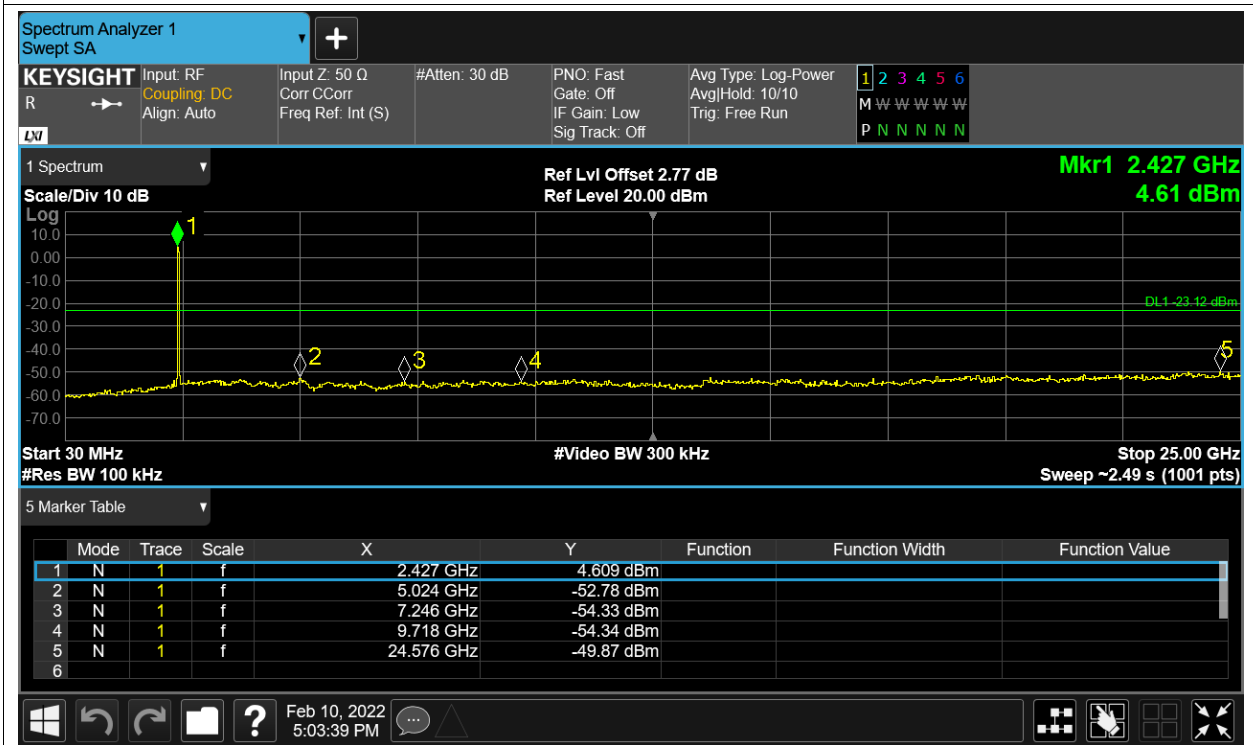 Spectrum Analyzer 1
Swept SA
KEYSIGHT Input: RF Input Z: 50 Ω #Atten: 30 dB PNO: Fast Avg Type: Log-Power 1 2 3 4 5 6
R Coupling: DC Corr CCorr Gate: Off Avg|Hold: 10/10 M W W W W W
Align: Auto Freq Ref: Int (S) IF Gain: Low Trig: Free Run
LXI Sig Track: Off P N N N N N
1 Spectrum Ref Lvl Offset 2.77 dB Mkr1 2.427 GHz
Scale/Div 10 dB Ref Level 20.00 dBm 4.61 dBm
Log
10.0 1
0.00
-10.0
-20.0 DL1 -23.12 dBm
-30.0
-40.0 2 3 4 5
-50.0
-60.0
-70.0
Start 30 MHz #Video BW 300 kHz Stop 25.00 GHz
#Res BW 100 kHz Sweep ~2.49 s (1001 pts)
5 Marker Table
Mode Trace Scale X Y Function Function Width Function Value
1 N 1 f 2.427 GHz 4.609 dBm
2 N 1 f 5.024 GHz -52.78 dBm
3 N 1 f 7.246 GHz -54.33 dBm
4 N 1 f 9.718 GHz -54.34 dBm
5 N 1 f 24.576 GHz -49.87 dBm
6
? Feb 10, 2022
5:03:39 PM